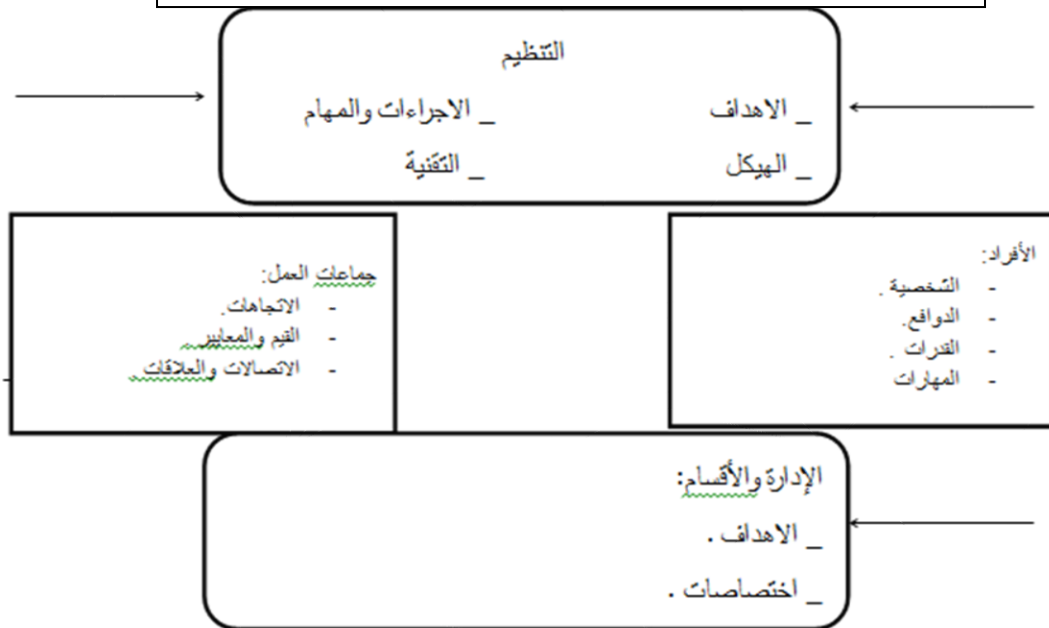 التنظيم
_ الاهداف _ الاجراءات والمهام
_ الهيكل _ التقنية
الأفراد:
- الشخصية .
- الدوافع.
- القدرات .
- المهارات
جماعات العمل:
- الاتجاهات.
- القيم والمعايير .
- الاتصالات والعلاقات .
الإدارة والأقسام:
_ الاهداف .
_ اختصاصات .